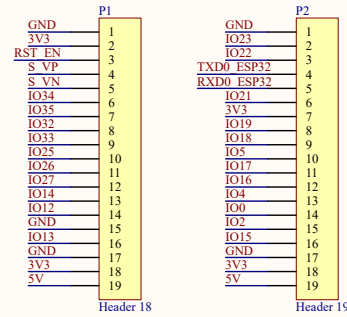 P1
GND 1
3V3 2
RST_EN 3
S_VP 4
S_VN 5
IO34 6
IO35 7
IO32 8
IO33 9
IO25 10
IO26 11
IO27 12
IO14 13
IO12 14
GND 15
IO13 16
GND 17
3V3 18
5V 19
Header 18
P2
GND 1
IO23 2
IO22 3
TXD0_ESP32 4
RXD0_ESP32 5
IO21 6
3V3 7
IO19 8
IO18 9
IO5 10
IO17 11
IO16 12
IO4 13
IO0 14
IO2 15
IO15 16
GND 17
3V3 18
5V 19
Header 19